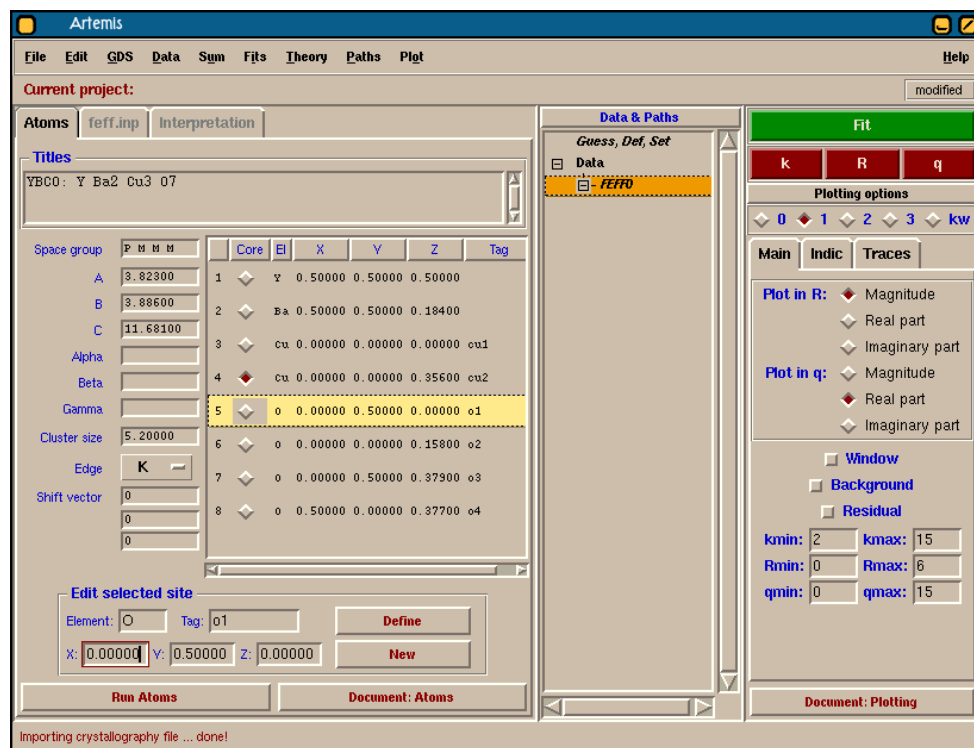 Artemis
File Edit GDS Data Sum Fits Theory Paths Plot Help
Current project: modified
Atoms feff.inp Interpretation
Titles
YBCO: Y Ba2 Cu3 O7
Space group P M M M
A 3.82300
B 3.88600
C 11.68100
Alpha
Beta
Gamma
Cluster size 5.20000
Edge K
Shift vector 0
0
0
Core El X Y Z Tag
1 Y 0.50000 0.50000 0.50000
2 Ba 0.50000 0.50000 0.18400
3 Cu 0.00000 0.00000 0.00000 cu1
4 Cu 0.00000 0.00000 0.35600 cu2
5 O 0.00000 0.50000 0.00000 o1
6 O 0.00000 0.00000 0.15800 o2
7 O 0.00000 0.50000 0.37900 o3
8 O 0.50000 0.00000 0.37700 o4
Edit selected site
Element: O Tag: o1 Define
X: 0.00000 Y: 0.50000 Z: 0.00000 New
Run Atoms Document: Atoms
Data & Paths
Guess, Def, Set
Data
FEFF0
Fit
k R q
Plotting options
0 1 2 3 kw
Main Indic Traces
Plot in R: Magnitude
Real part
Imaginary part
Plot in q: Magnitude
Real part
Imaginary part
Window
Background
Residual
kmin: 2 kmax: 15
Rmin: 0 Rmax: 6
qmin: 0 qmax: 15
Document: Plotting
Importing crystallography file ... done!